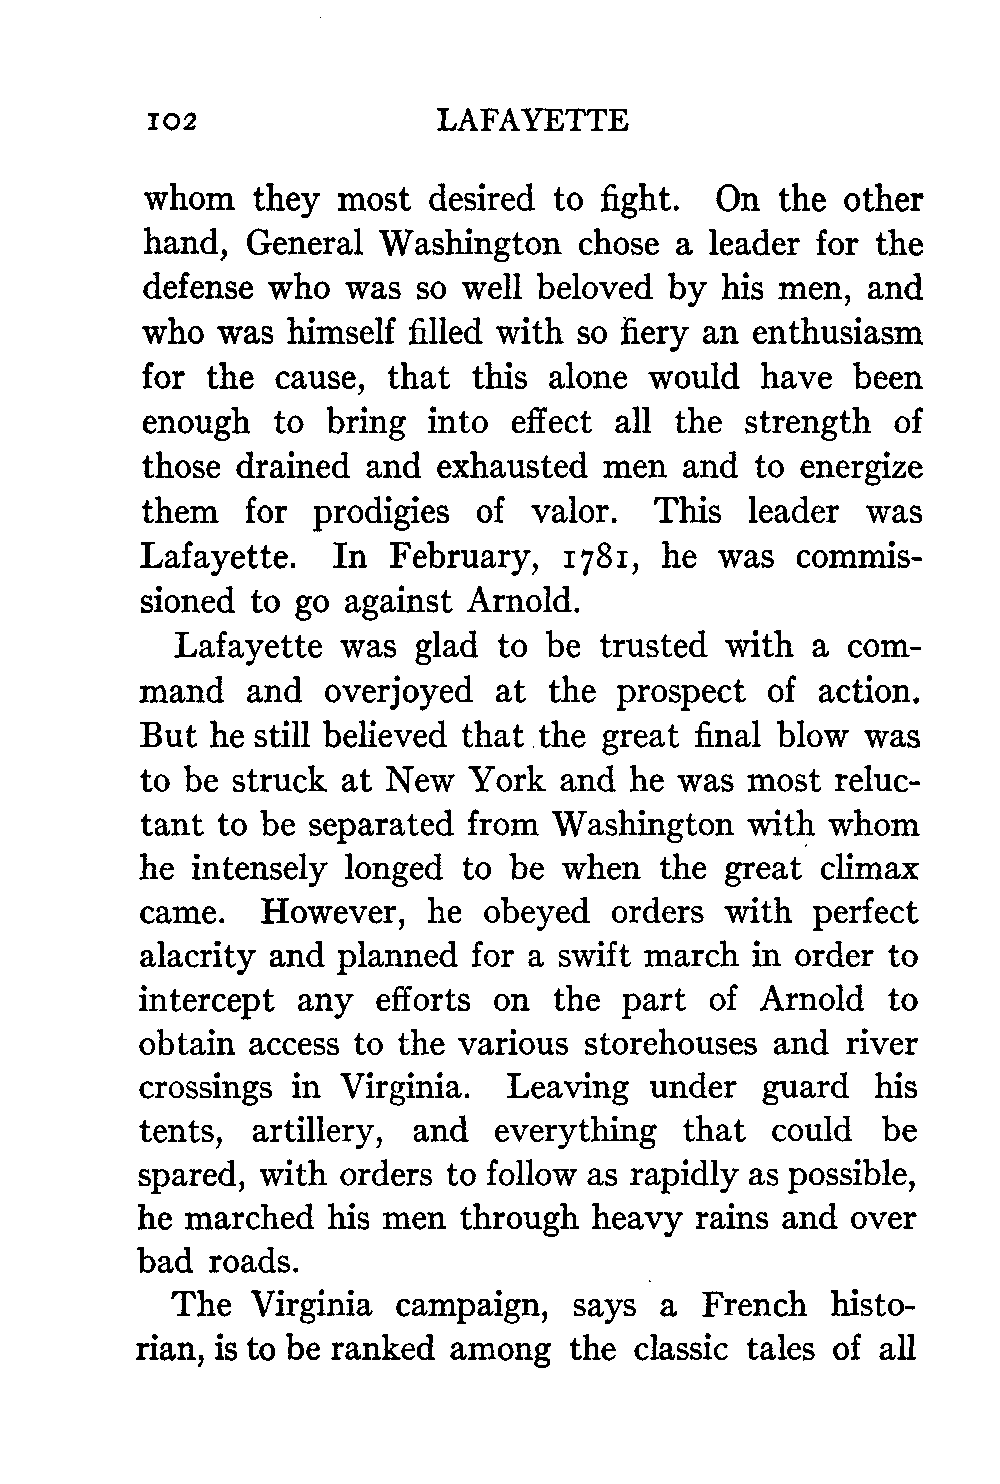 102 LAFAYETTE
whom they most desired to fight. On the other
hand, General Washington chose a leader for the
defense who was so well beloved by his men, and
who was himself filled with so fiery an enthusiasm
for the cause, that this alone would have been
enough to bring into effect all the strength of
those drained and exhausted men and to energize
them for prodigies of valor. This leader was
Lafayette. In February, 1781, he was commis-
sioned to go against Arnold.
Lafayette was glad to be trusted with a com-
mand and overjoyed at the prospect of action.
But he still believed that the great final blow was
to be struck at New York and he was most reluc-
tant to be separated from Washington with whom
he intensely longed to be when the great climax
came. However, he obeyed orders with perfect
alacrity and planned for a swift march in order to
intercept any efforts on the part of Arnold to
obtain access to the various storehouses and river
crossings in Virginia. Leaving under guard his
tents, artillery, and everything that could be
spared, with orders to follow as rapidly as possible,
he marched his men through heavy rains and over
bad roads.
The Virginia campaign, says a French histo-
rian, is to be ranked among the classic tales of all